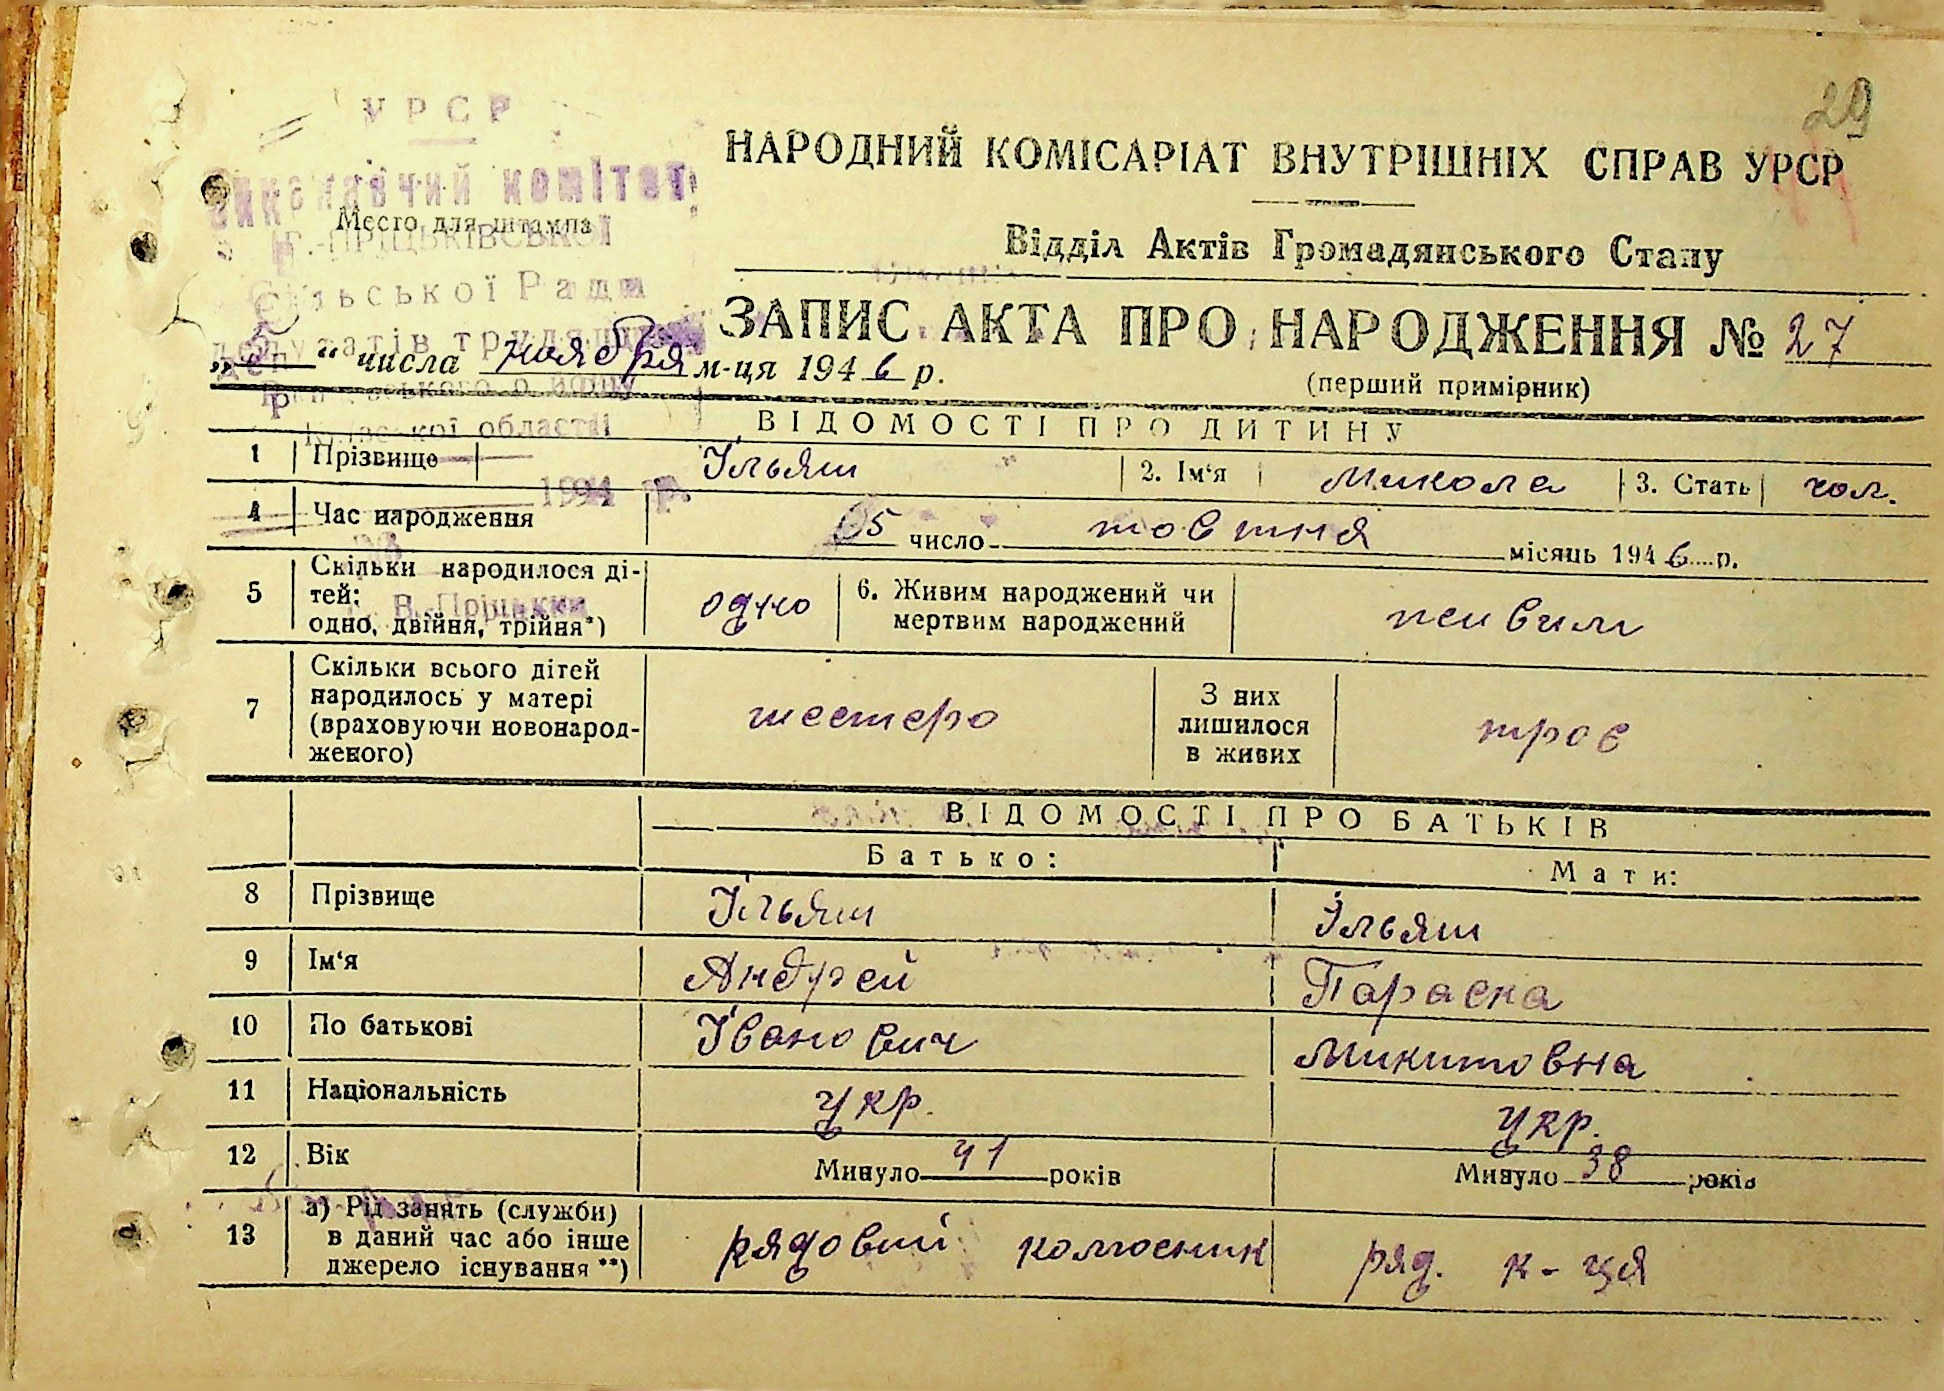 29
УРСР
виконавчий комітет
Место для штампа
Сільської Ради
депутатів трудящих
області
194 р.
НАРОДНИЙ КОМІСАРІАТ ВНУТРІШНІХ СПРАВ УРСР
Відділ Актів Громадянського Стану
ЗАПИС АКТА ПРО НАРОДЖЕННЯ № 27
(перший примірник)
„5“ числа ноября м-ця 1946 р.
ВІДОМОСТІ ПРО ДИТИНУ
1 Прізвище Ільяш 2. Ім‘я Микола 3. Стать чол.
4 Час народження 05 число жовтня місяць 1946 р.
5 Скільки народилося ді-
тей:
одно, двійня, трійня*) одно 6. Живим народжений чи
мертвим народжений живим
7 Скільки всього дітей
народилось у матері
(враховуючи новонарод-
женого) шестеро З них
лишилося
в живих троє
ВІДОМОСТІ ПРО БАТЬКІВ
Батько: Мати:
8 Прізвище Ільяш Ільяш
9 Ім‘я Андрей Параска
10 По батькові Іванович Микитовна
11 Національність укр. укр.
12 Вік Минуло 41 років Минуло 38 років
13 а) Рід занять (служби)
в даний час або інше
джерело існування **) рядовий колгосник ряд. к-ця